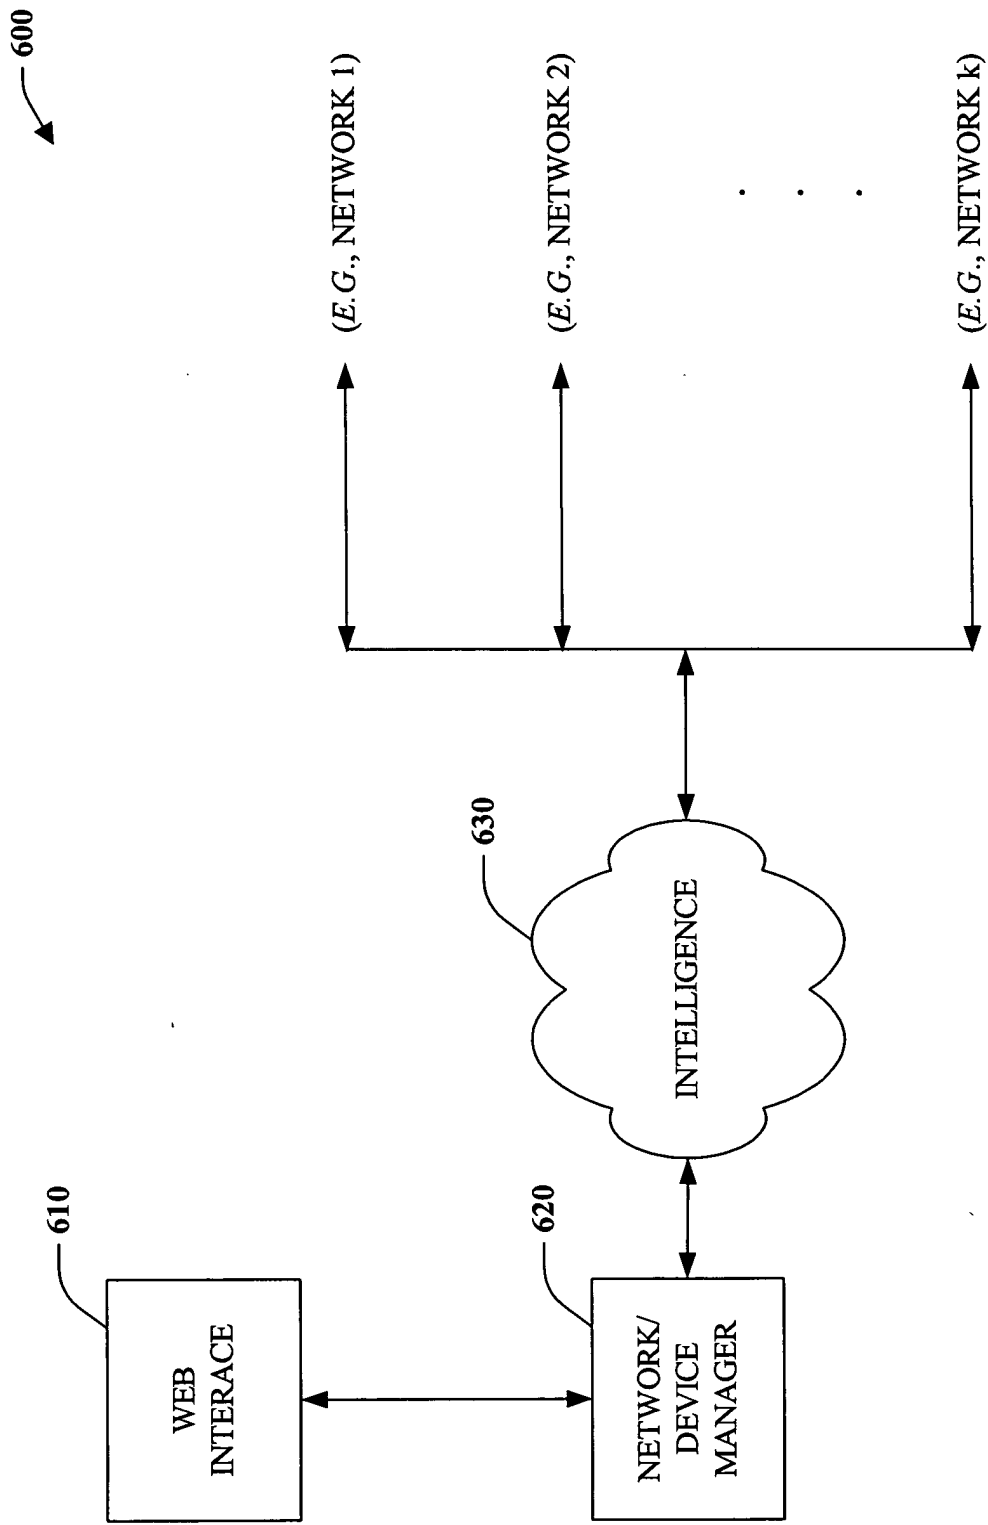 600
610
WEB
INTERACE
620
NETWORK/
DEVICE
MANAGER
630
INTELLIGENCE
(E.G., NETWORK 1)
(E.G., NETWORK 2)
. . .
(E.G., NETWORK k)